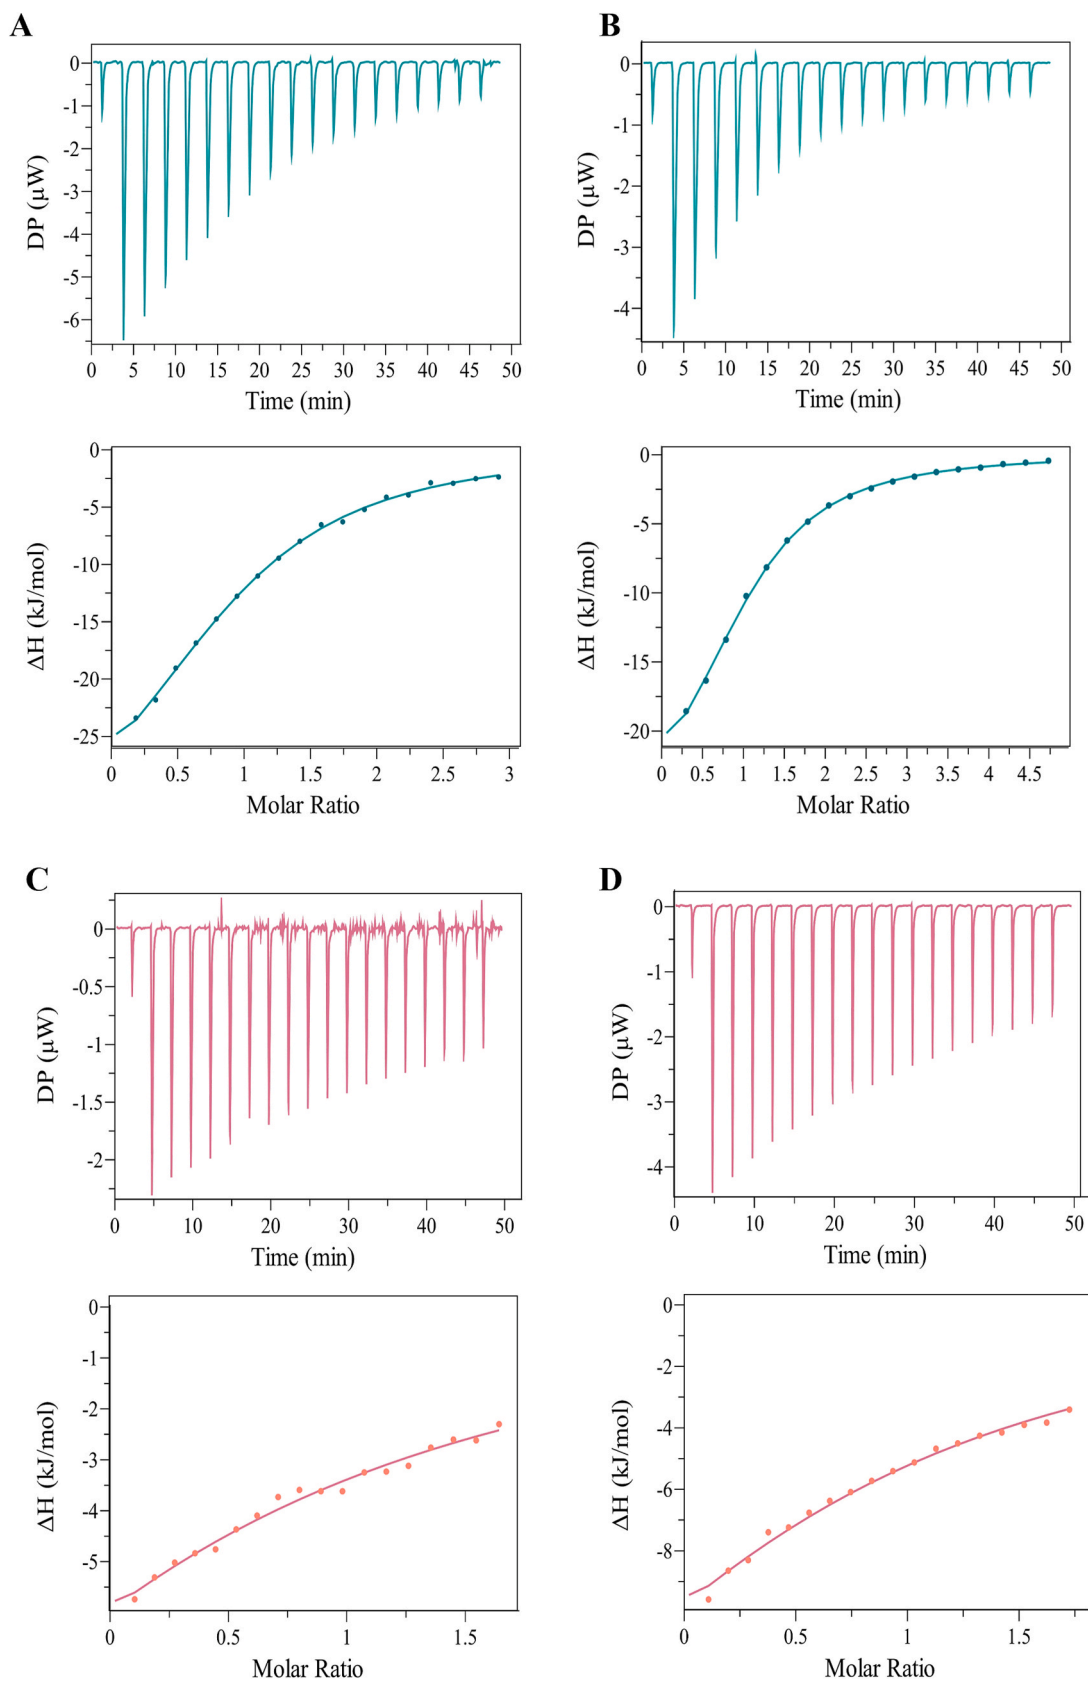 A
DP (µW)
0
-1
-2
-3
-4
-5
-6
0 5 10 15 20 25 30 35 40 45 50
Time (min)
B
DP (µW)
0
-1
-2
-3
-4
0 5 10 15 20 25 30 35 40 45 50
Time (min)
ΔH (kJ/mol)
0
-5
-10
-15
-20
-25
0 0.5 1 1.5 2 2.5 3
Molar Ratio
ΔH (kJ/mol)
0
-5
-10
-15
-20
0 0.5 1 1.5 2 2.5 3 3.5 4 4.5
Molar Ratio
C
DP (µW)
0
-0.5
-1
-1.5
-2
0 10 20 30 40 50
Time (min)
D
DP (µW)
0
-1
-2
-3
-4
0 10 20 30 40 50
Time (min)
ΔH (kJ/mol)
0
-1
-2
-3
-4
-5
0 0.5 1 1.5
Molar Ratio
ΔH (kJ/mol)
0
-2
-4
-6
-8
0 0.5 1 1.5
Molar Ratio